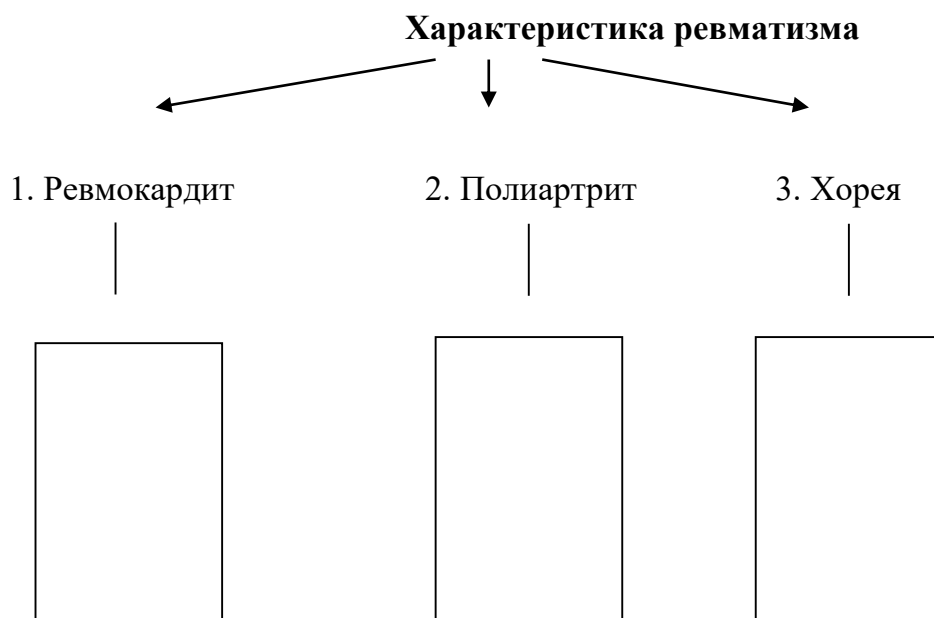 Характеристика ревматизма
1. Ревмокардит 2. Полиартрит 3. Хорея